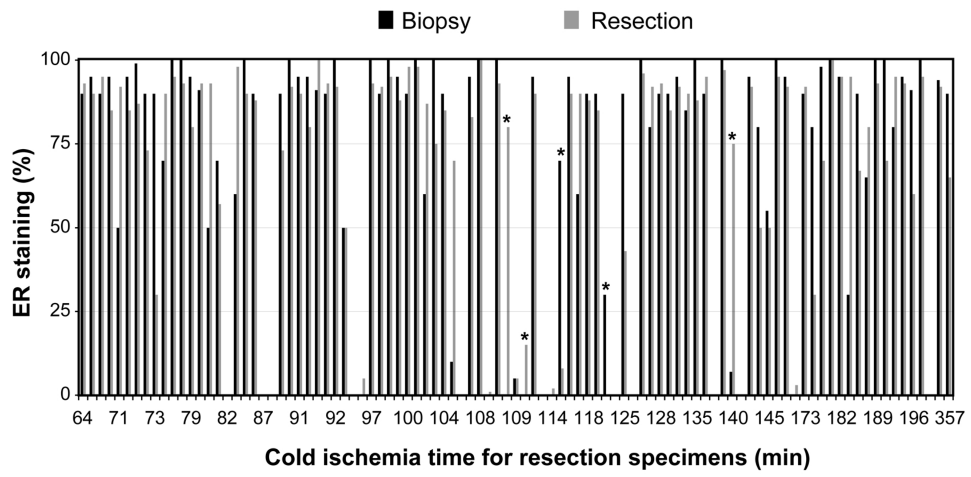 Biopsy Resection
ER staining (%)
100
75
50
25
0
* * * * *
64 71 73 79 82 87 91 92 97 100 104 108 109 114 118 125 128 135 140 145 173 182 189 196 357
Cold ischemia time for resection specimens (min)